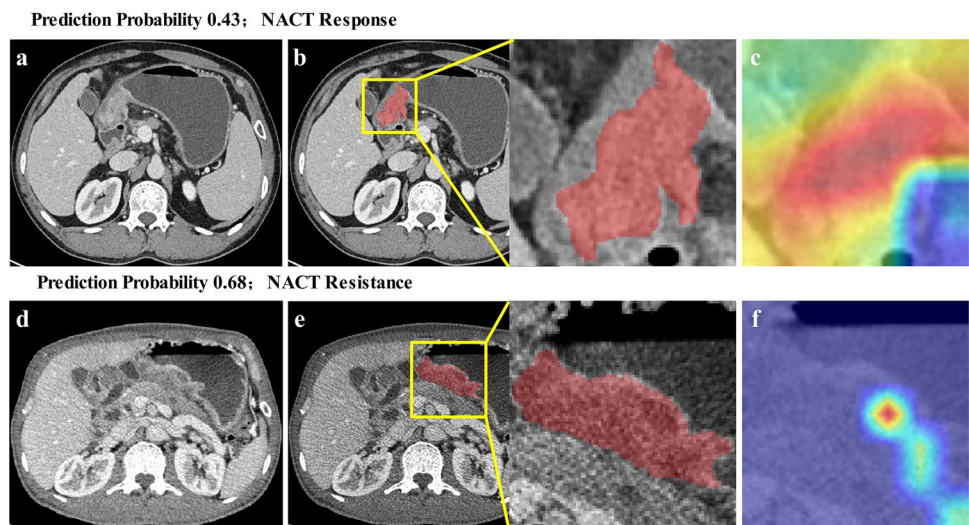 Prediction Probability 0.43; NACT Response
a
b
c
Prediction Probability 0.68; NACT Resistance
d
e
f